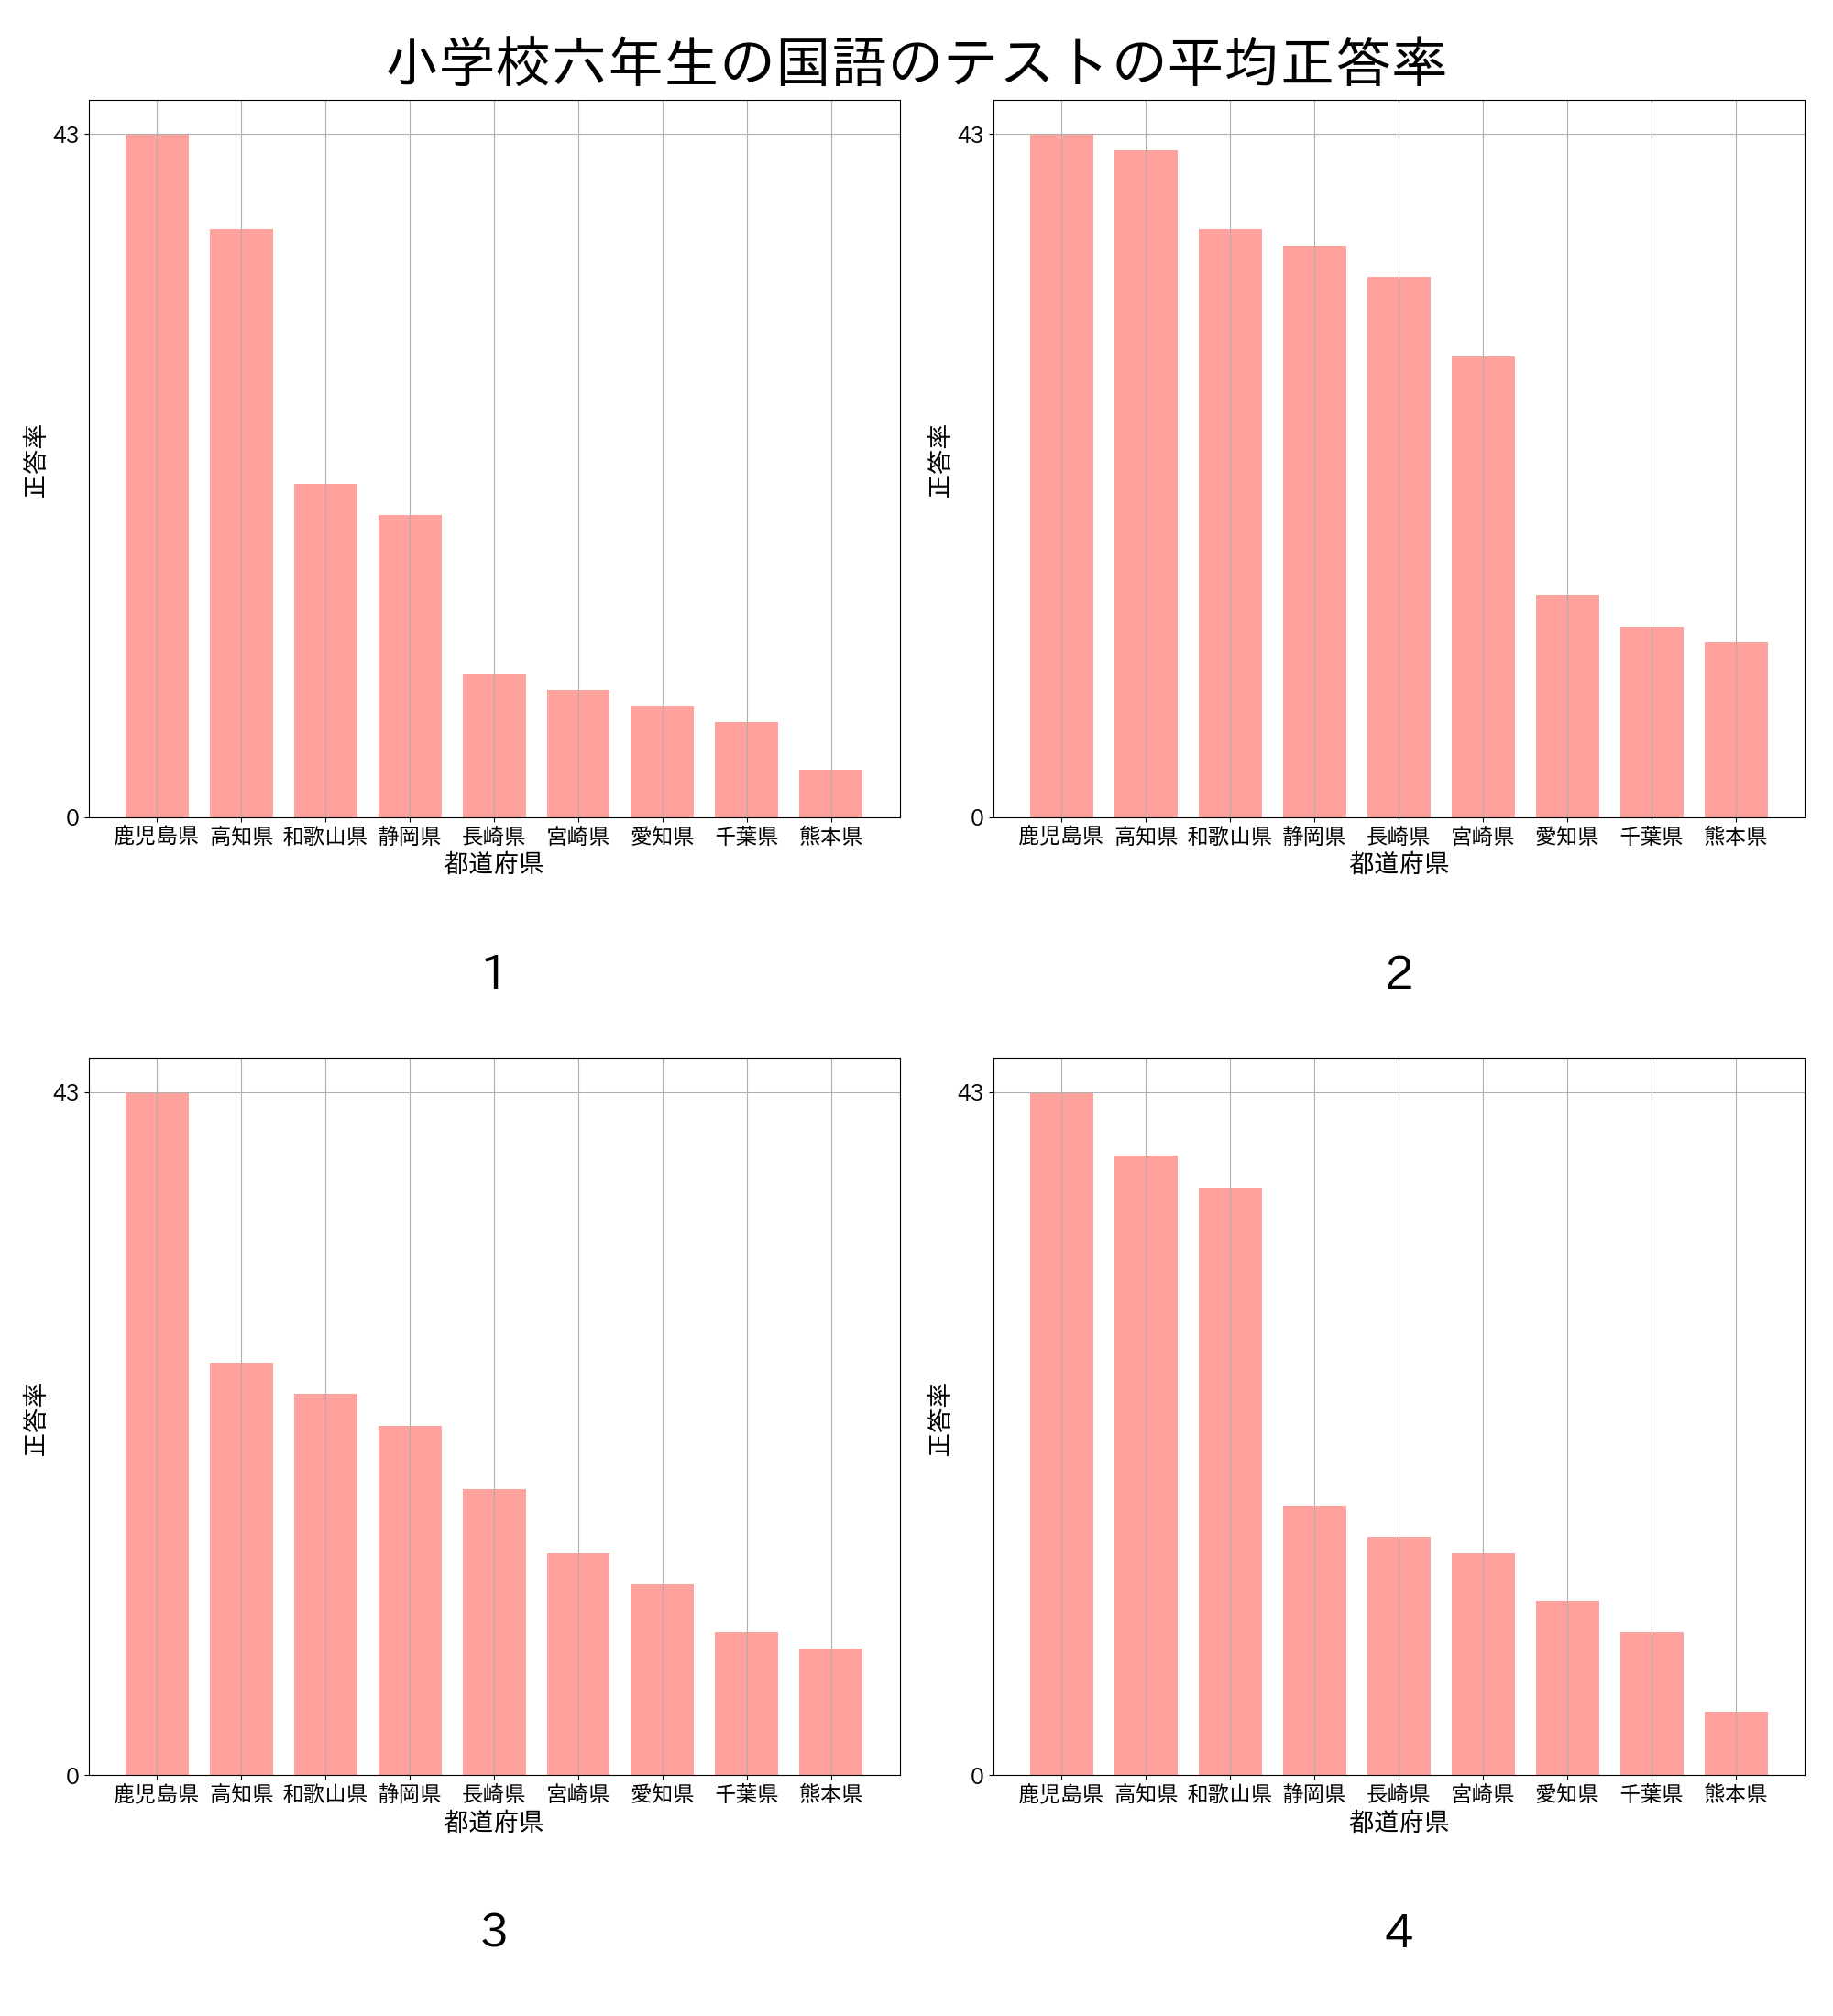 小学校六年生の国語のテストの平均正答率
43
0
正答率
鹿児島県 高知県 和歌山県 静岡県 長崎県 宮崎県 愛知県 千葉県 熊本県
都道府県
1
43
0
正答率
鹿児島県 高知県 和歌山県 静岡県 長崎県 宮崎県 愛知県 千葉県 熊本県
都道府県
2
43
0
正答率
鹿児島県 高知県 和歌山県 静岡県 長崎県 宮崎県 愛知県 千葉県 熊本県
都道府県
3
43
0
正答率
鹿児島県 高知県 和歌山県 静岡県 長崎県 宮崎県 愛知県 千葉県 熊本県
都道府県
4